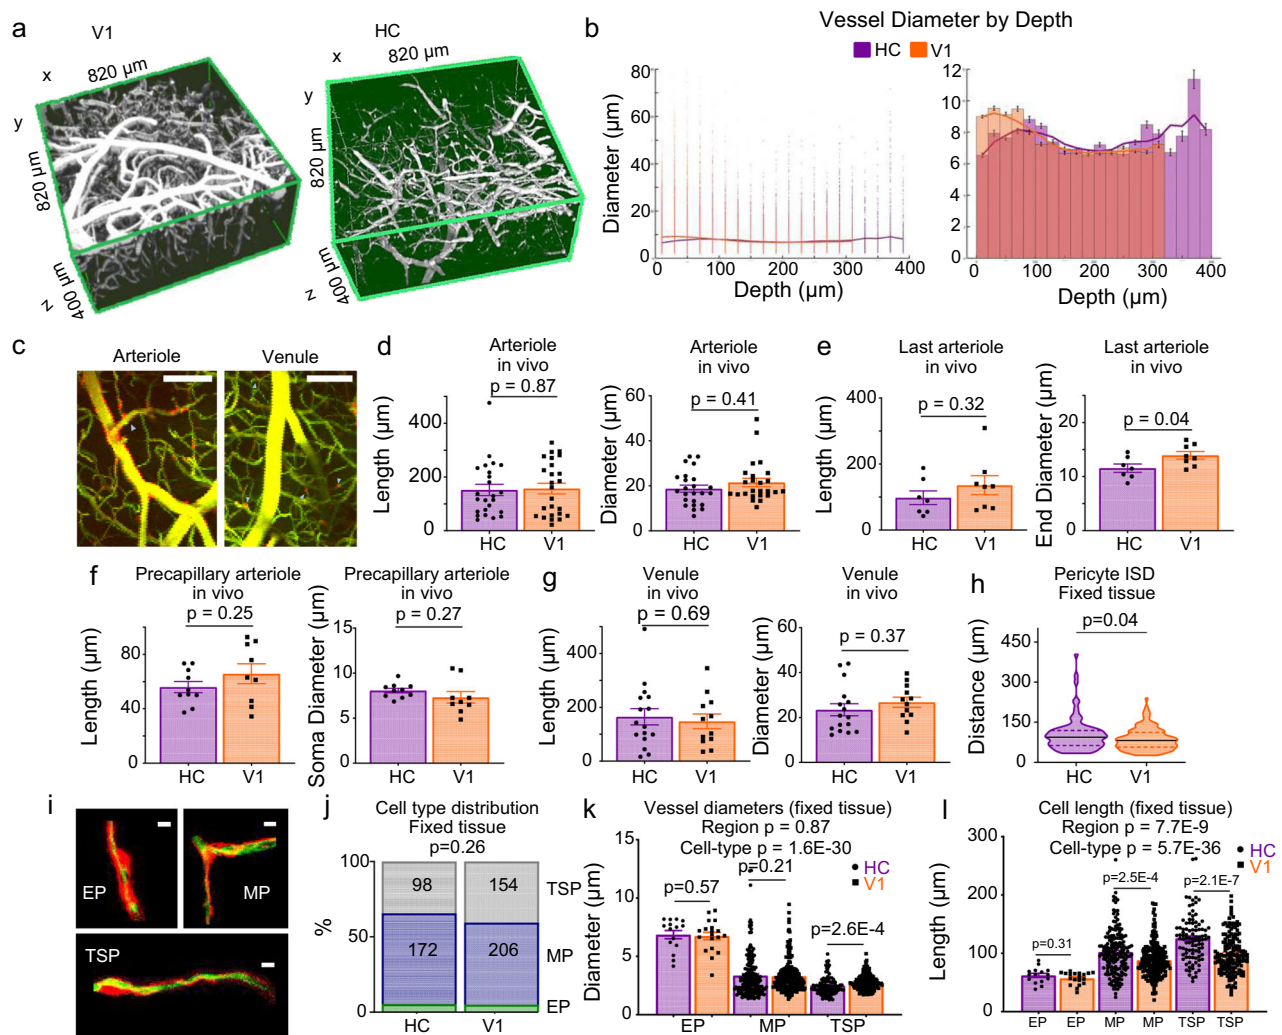 a
V1
HC
x
820 µm
y
820 µm
z
400 µm
x
820 µm
y
820 µm
z
400 µm
b
Vessel Diameter by Depth
HC
V1
Diameter (µm)
80
60
40
20
0
0
100
200
300
390
Depth (µm)
12
10
8
6
4
2
0
0
100
200
300
400
Depth (µm)
c
Arteriole
Venule
d
Arteriole
in vivo
p = 0.87
Length (µm)
400
200
0
HC
V1
Arteriole
in vivo
p = 0.41
Diameter (µm)
60
40
20
0
HC
V1
e
Last arteriole
in vivo
p = 0.32
Length (µm)
400
200
0
HC
V1
Last arteriole
in vivo
p = 0.04
End Diameter (µm)
20
10
0
HC
V1
f
Precapillary arteriole
in vivo
p = 0.25
Length (µm)
80
40
0
HC
V1
Precapillary arteriole
in vivo
p = 0.27
Soma Diameter (µm)
15
10
5
0
HC
V1
g
Venule
in vivo
p = 0.69
Length (µm)
400
200
0
HC
V1
Venule
in vivo
p = 0.37
Diameter (µm)
60
40
20
0
HC
V1
h
Pericyte ISD
Fixed tissue
p=0.04
Distance (µm)
450
300
150
0
HC
V1
i
EP
MP
TSP
j
Cell type distribution
Fixed tissue
p=0.26
%
100
50
0
98
154
172
206
TSP
MP
EP
HC
V1
k
Vessel diameters (fixed tissue)
Region p = 0.87
Cell-type p = 1.6E-30
HC
V1
p=0.57
p=0.21
p=2.6E-4
Diameter (µm)
15
10
5
0
EP
MP
TSP
l
Cell length (fixed tissue)
Region p = 7.7E-9
Cell-type p = 5.7E-36
HC
V1
p=0.31
p=2.5E-4
p=2.1E-7
Length (µm)
300
200
100
0
EP
EP
MP
MP
TSP
TSP